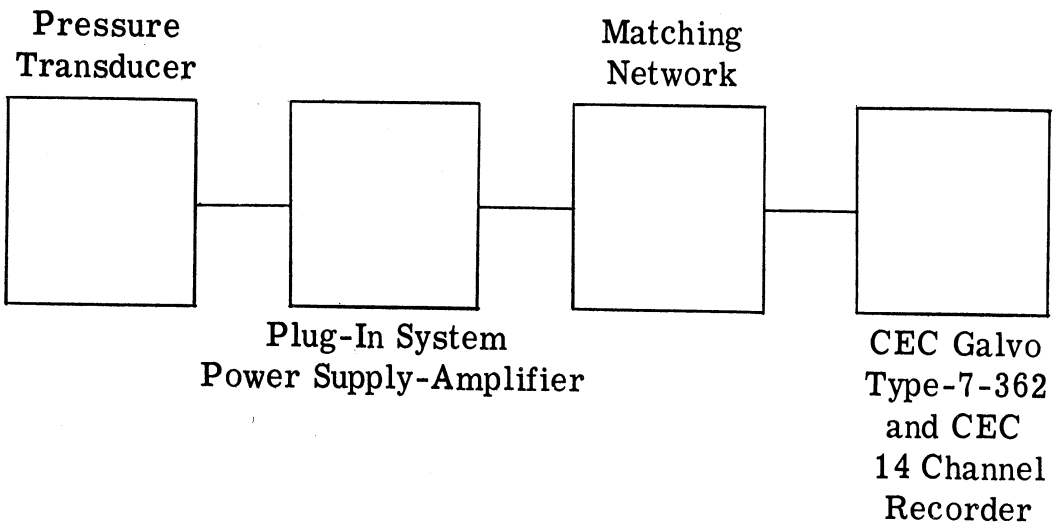 Pressure
Transducer
Matching
Network
Plug-In System
Power Supply-Amplifier
CEC Galvo
Type-7-362
and CEC
14 Channel
Recorder